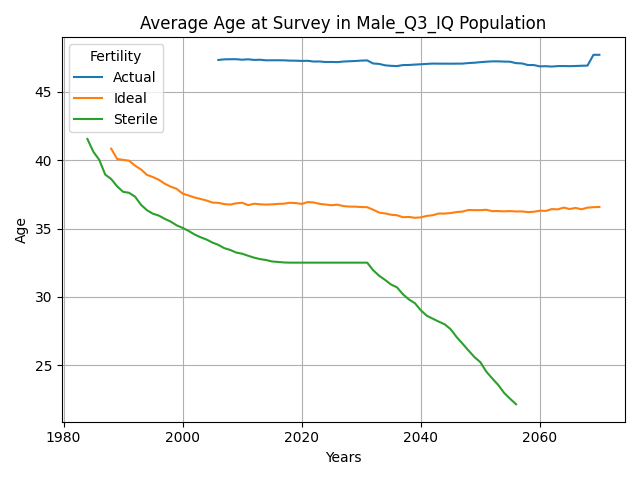 Average Age at Survey in Male_Q3_IQ Population
Fertility
Actual
Ideal
Sterile
Age
45
40
35
30
25
1980
2000
2020
2040
2060
Years